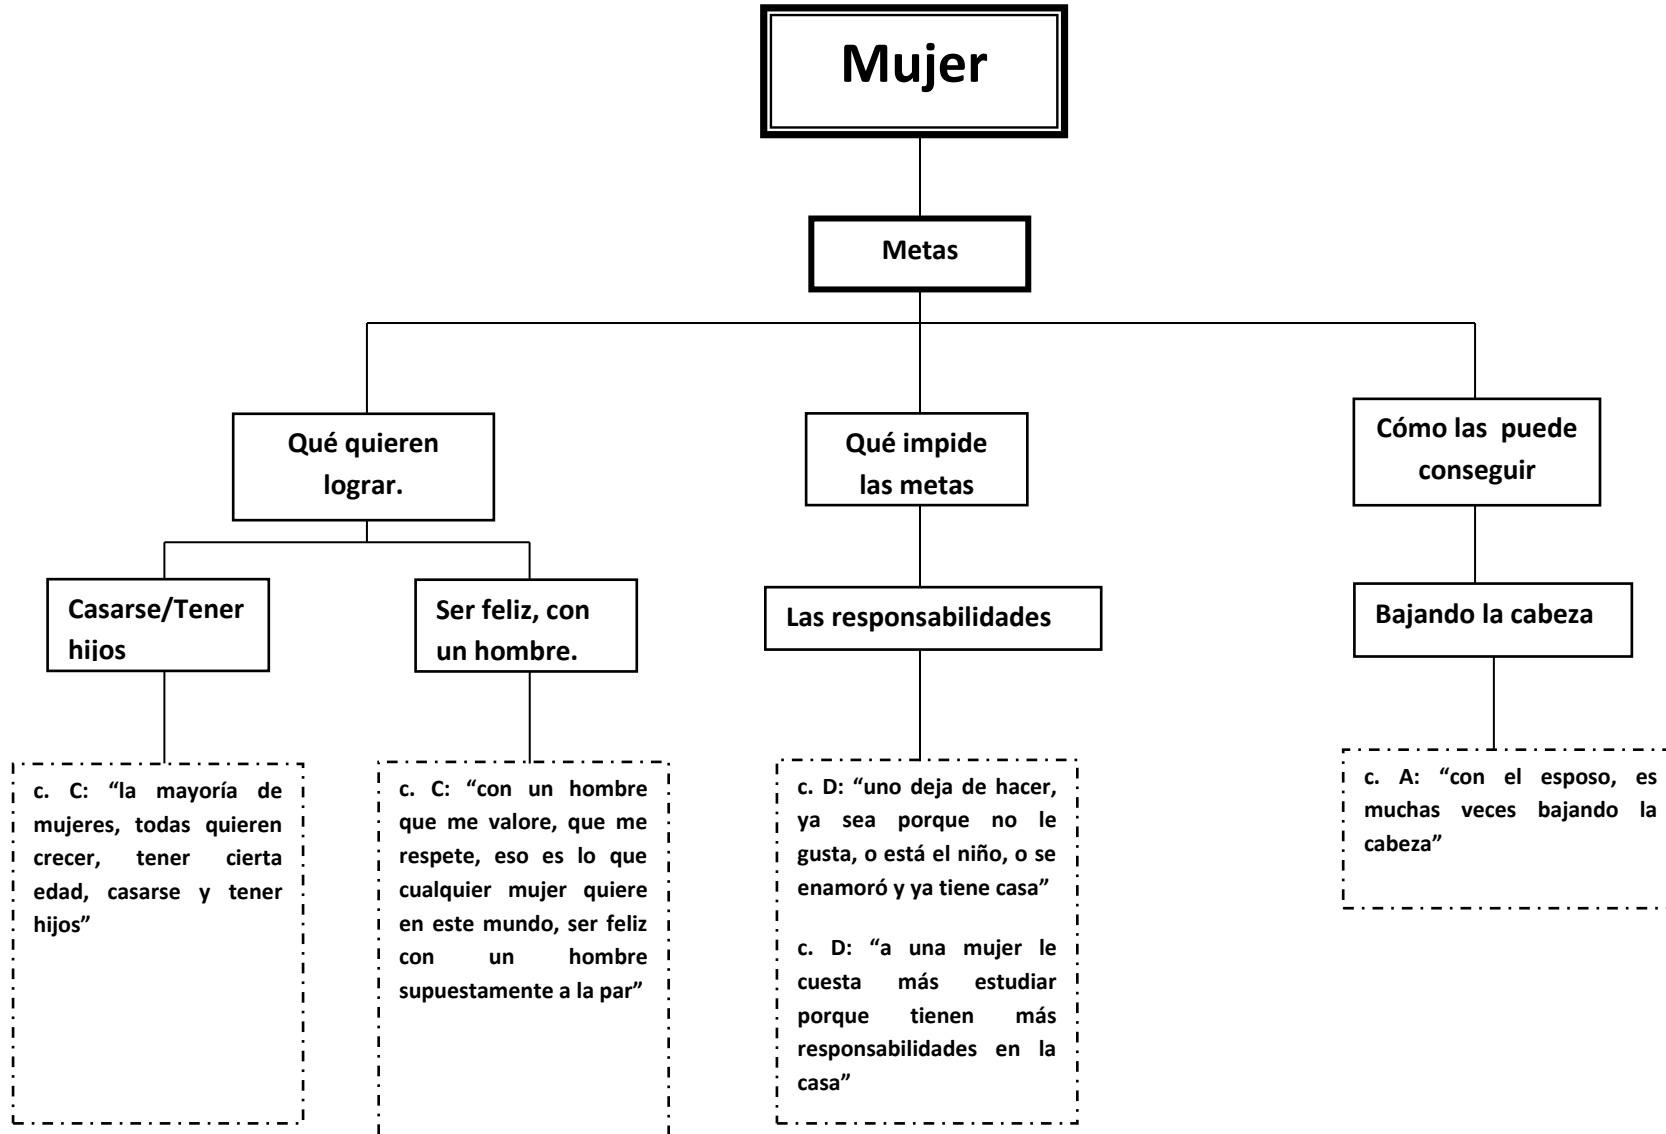 Mujer
Metas
Qué quieren
lograr.
Qué impide
las metas
Cómo las puede
conseguir
Casarse/Tener
hijos
Ser feliz, con
un hombre.
Las responsabilidades
Bajando la cabeza
c. C: “la mayoría de
mujeres, todas quieren
crecer, tener cierta
edad, casarse y tener
hijos”
c. C: “con un hombre
que me valore, que me
respete, eso es lo que
cualquier mujer quiere
en este mundo, ser feliz
con un hombre
supuestamente a la par”
c. D: “uno deja de hacer,
ya sea porque no le
gusta, o está el niño, o se
enamoró y ya tiene casa”
c. D: “a una mujer le
cuesta más estudiar
porque tienen más
responsabilidades en la
casa”
c. A: “con el esposo, es
muchas veces bajando la
cabeza”